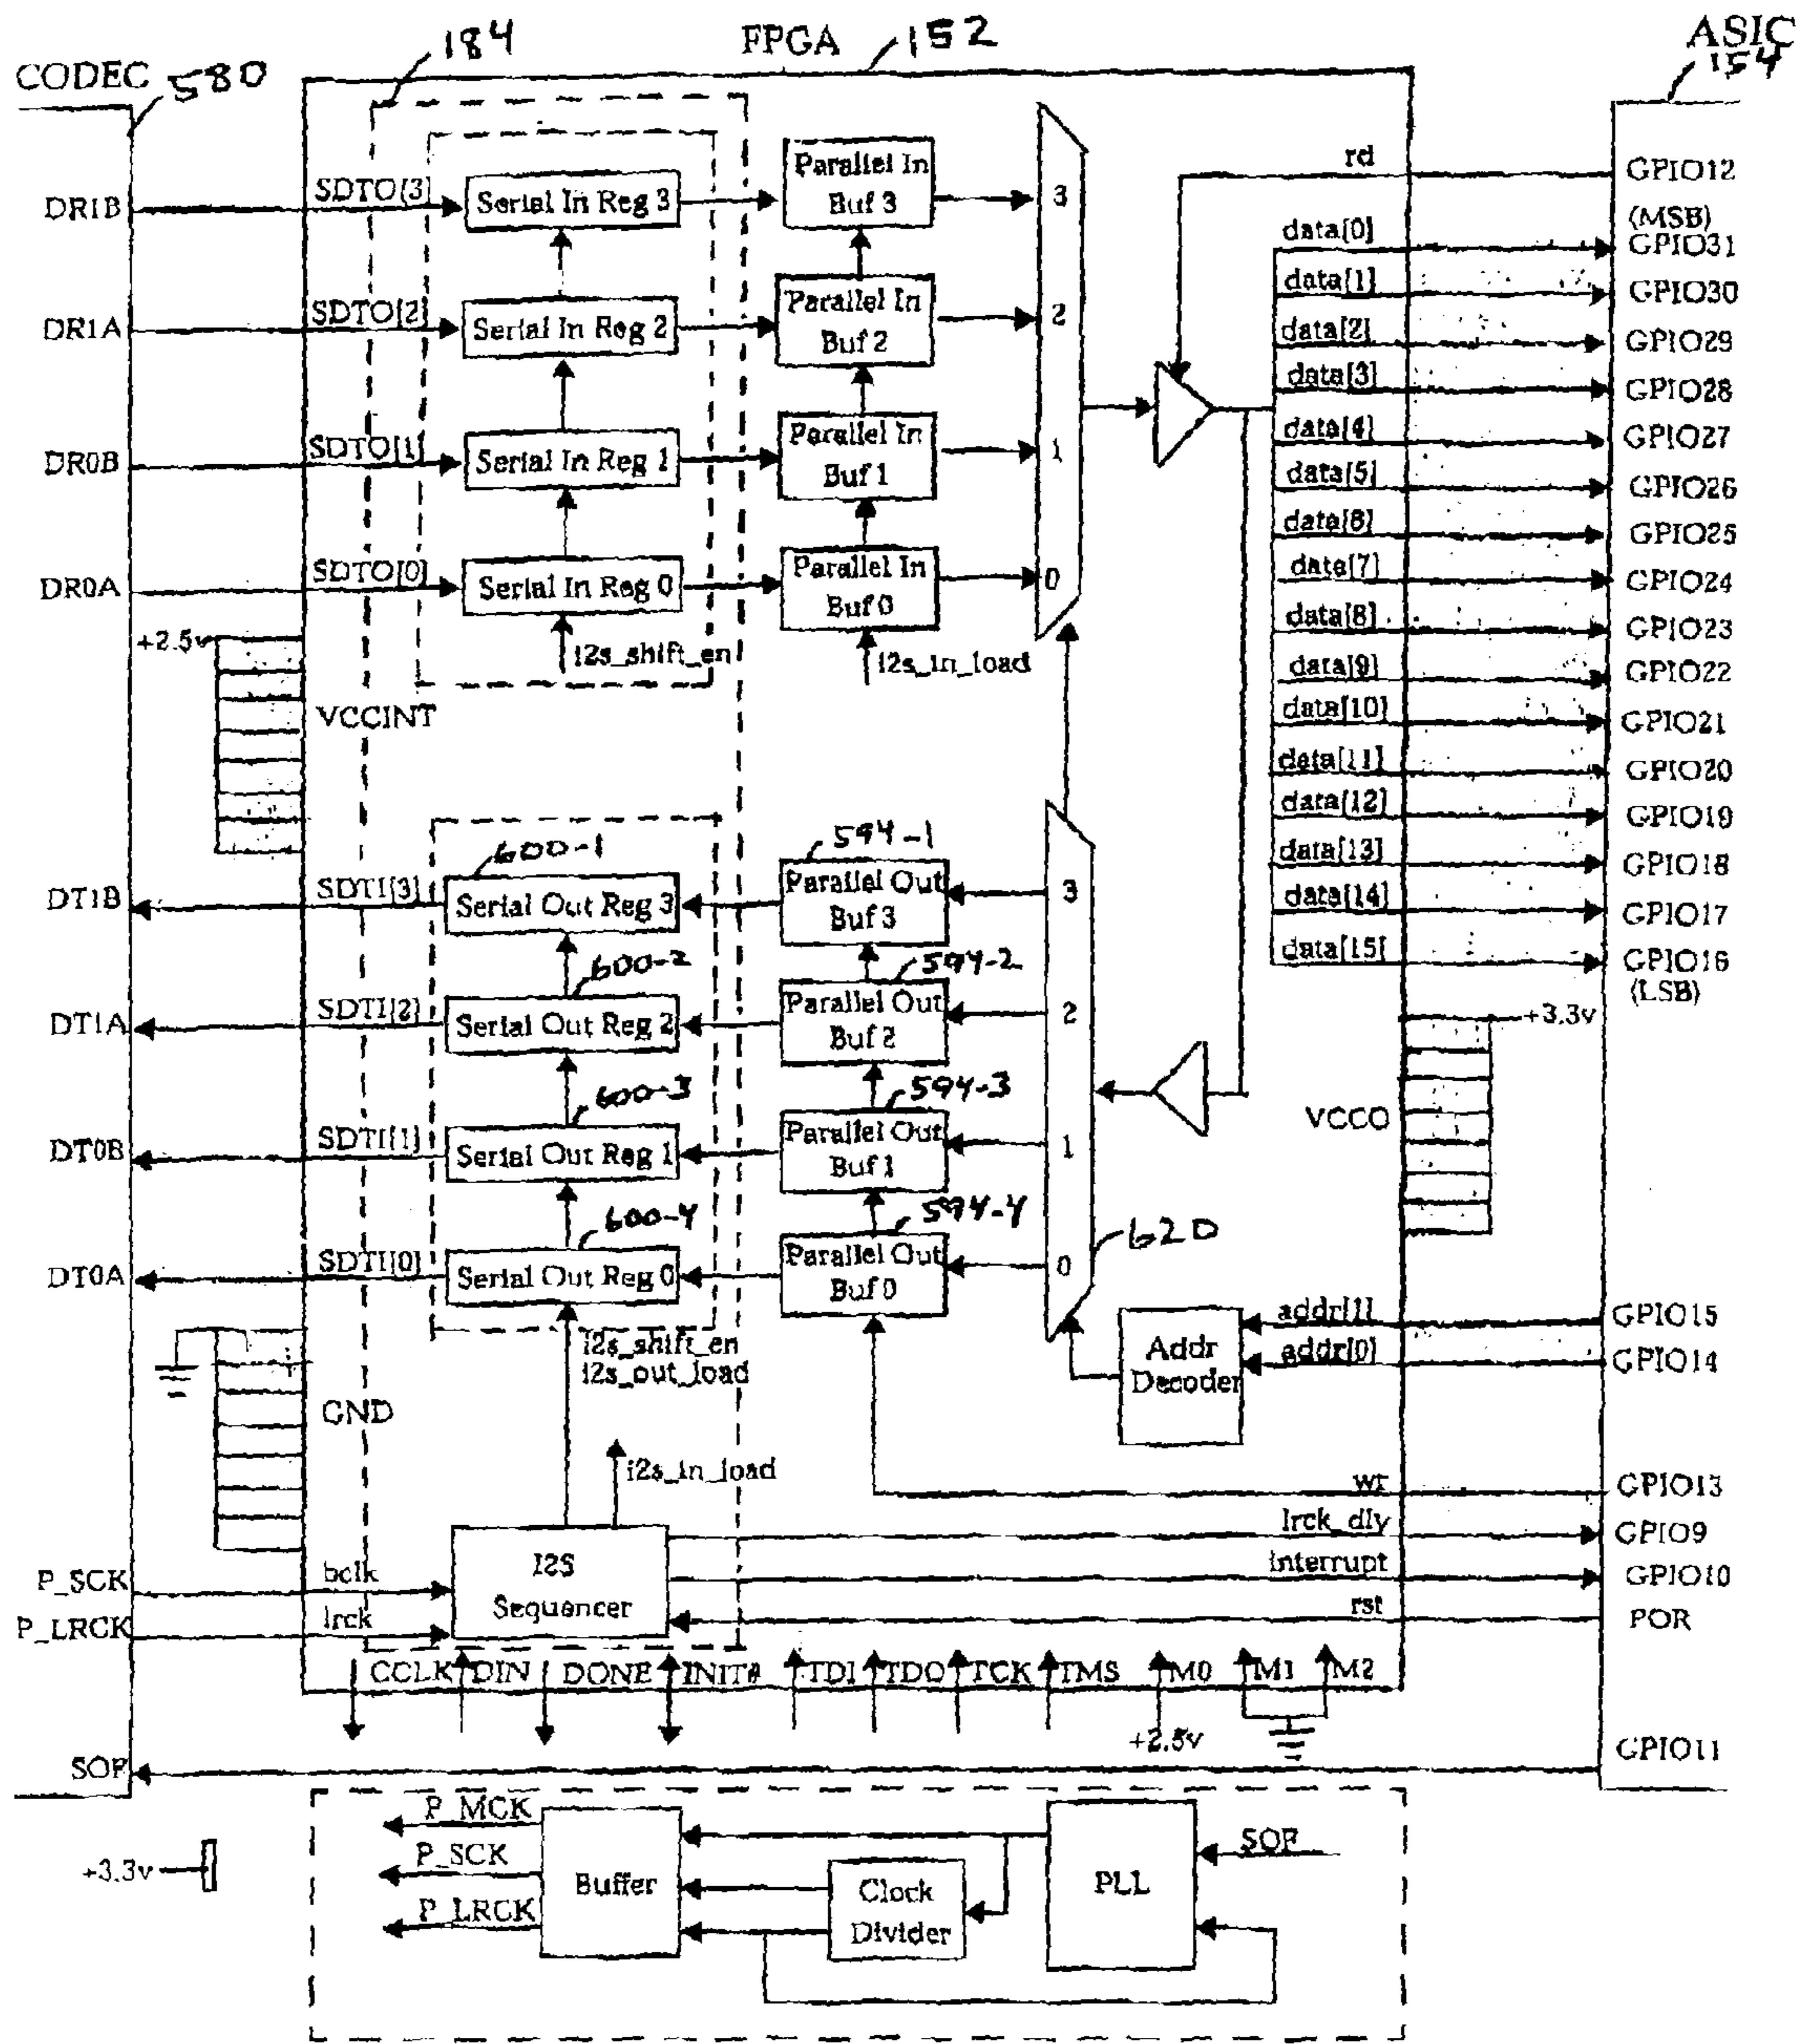 184
FPGA
152
ASIC
154
CODEC
580
DR1B
SDTO[3]
Serial In Reg 3
Parallel In
Buf 3
3
rd
GPIO12
(MSB)
data[0]
GPIO31
data[1]
GPIO30
DR1A
SDTO[2]
Serial In Reg 2
Parallel In
Buf 2
2
data[2]
GPIO29
data[3]
GPIO28
DR0B
SDTO[1]
Serial In Reg 1
Parallel In
Buf 1
1
data[4]
GPIO27
data[5]
GPIO26
data[6]
GPIO25
DR0A
SDTO[0]
Serial In Reg 0
Parallel In
Buf 0
0
data[7]
GPIO24
data[8]
GPIO23
+2.5v
i2s_shift_en
i2s_in_load
data[9]
GPIO22
VCCINT
data[10]
GPIO21
data[11]
GPIO20
data[12]
GPIO19
data[13]
GPIO18
600-1
594-1
DT1B
SDTI[3]
Serial Out Reg 3
Parallel Out
Buf 3
3
data[14]
GPIO17
data[15]
GPIO16
(LSB)
600-2
594-2
DT1A
SDTI[2]
Serial Out Reg 2
Parallel Out
Buf 2
2
+3.3v
600-3
594-3
VCCO
DT0B
SDTI[1]
Serial Out Reg 1
Parallel Out
Buf 1
1
600-4
594-4
620
DT0A
SDTI[0]
Serial Out Reg 0
Parallel Out
Buf 0
0
i2s_shift_en
i2s_out_load
Addr
Decoder
addr[1]
GPIO15
addr[0]
GPIO14
GND
i2s_in_load
wr
GPIO13
lrck_dly
GPIO9
P_SCK
bclk
I2S
Sequencer
interrupt
GPIO10
P_LRCK
lrck
rst
POR
CCLK
DIN
DONE
INIT#
TDI
TDO
TCK
TMS
M0
M1
M2
+2.5v
SOF
GPIO11
P_MCK
P_SCK
P_LRCK
Buffer
Clock
Divider
PLL
SOF
+3.3v